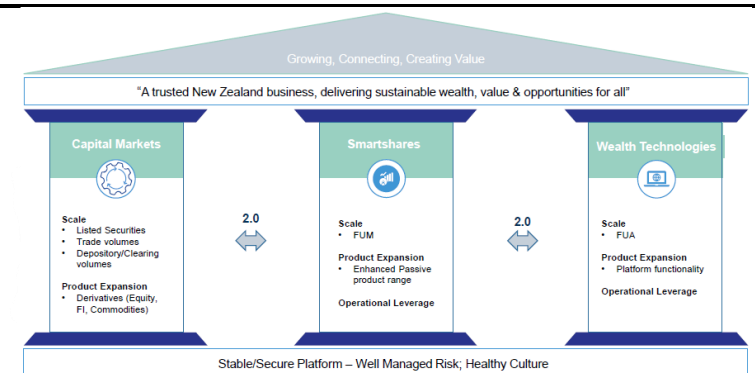 Growing, Connecting, Creating Value
“A trusted New Zealand business, delivering sustainable wealth, value & opportunities for all”
Capital Markets
Scale
• Listed Securities
• Trade volumes
• Depository/Clearing
volumes
Product Expansion
• Derivatives (Equity,
FI, Commodities)
2.0
Smartshares
Scale
• FUM
Product Expansion
• Enhanced Passive
product range
Operational Leverage
2.0
Wealth Technologies
Scale
• FUA
Product Expansion
• Platform functionality
Operational Leverage
Stable/Secure Platform – Well Managed Risk; Healthy Culture